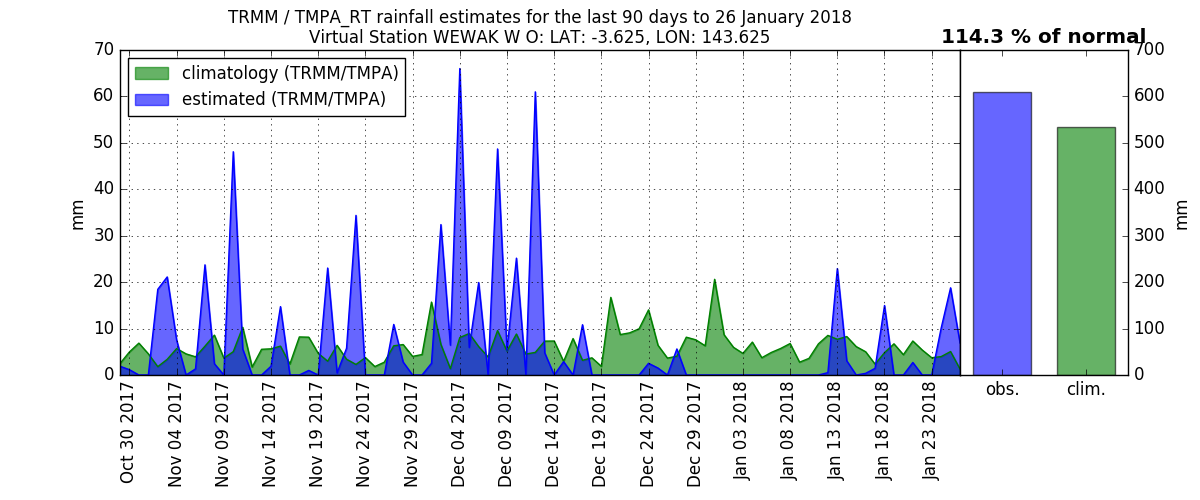 TRMM / TMPA_RT rainfall estimates for the last 90 days to 26 January 2018
Virtual Station WEWAK W O: LAT: -3.625, LON: 143.625
114.3 % of normal
climatology (TRMM/TMPA)
estimated (TRMM/TMPA)
70
60
50
40
30
20
10
0
mm
700
600
500
400
300
200
100
0
mm
obs.
clim.
Oct 30 2017
Nov 04 2017
Nov 09 2017
Nov 14 2017
Nov 19 2017
Nov 24 2017
Nov 29 2017
Dec 04 2017
Dec 09 2017
Dec 14 2017
Dec 19 2017
Dec 24 2017
Dec 29 2017
Jan 03 2018
Jan 08 2018
Jan 13 2018
Jan 18 2018
Jan 23 2018